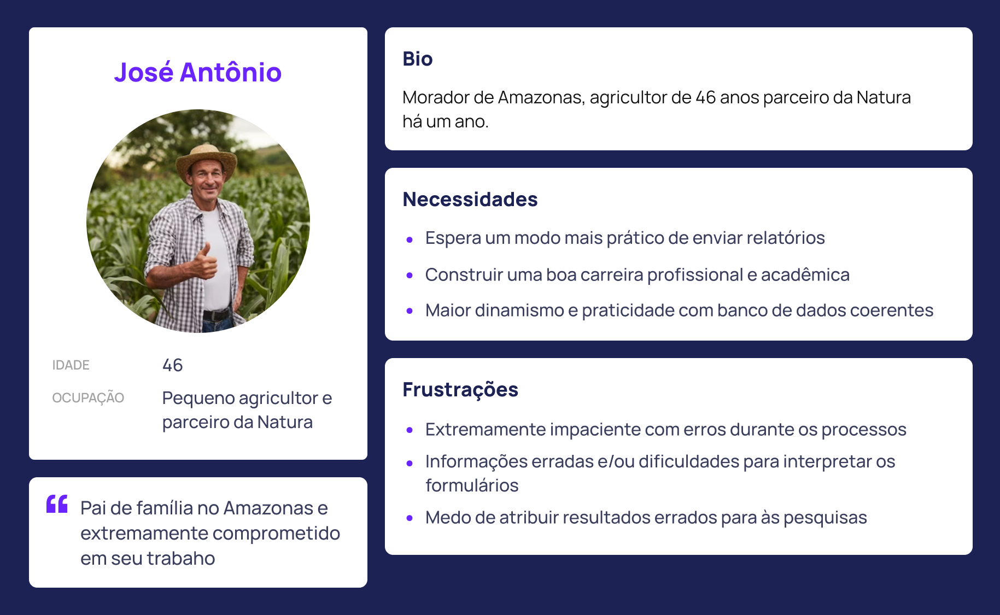 José Antônio
IDADE 46
OCUPAÇÃO Pequeno agricultor e
parceiro da Natura
“ Pai de família no Amazonas e
extremamente comprometido
em seu trabaho
Bio
Morador de Amazonas, agricultor de 46 anos parceiro da Natura
há um ano.
Necessidades
• Espera um modo mais prático de enviar relatórios
• Construir uma boa carreira profissional e acadêmica
• Maior dinamismo e praticidade com banco de dados coerentes
Frustrações
• Extremamente impaciente com erros durante os processos
• Informações erradas e/ou dificuldades para interpretar os
formulários
• Medo de atribuir resultados errados para às pesquisas